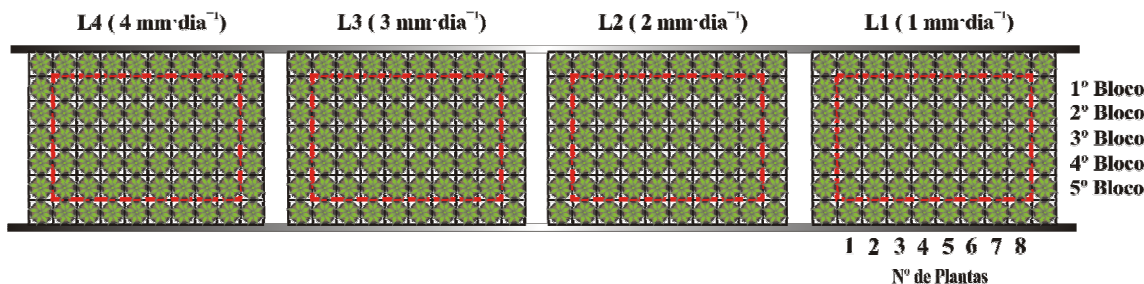 L4 ( 4 mm·dia⁻¹) L3 ( 3 mm·dia⁻¹) L2 ( 2 mm·dia⁻¹) L1 ( 1 mm·dia⁻¹)
1º Bloco
2º Bloco
3º Bloco
4º Bloco
5º Bloco
1 2 3 4 5 6 7 8
Nº de Plantas